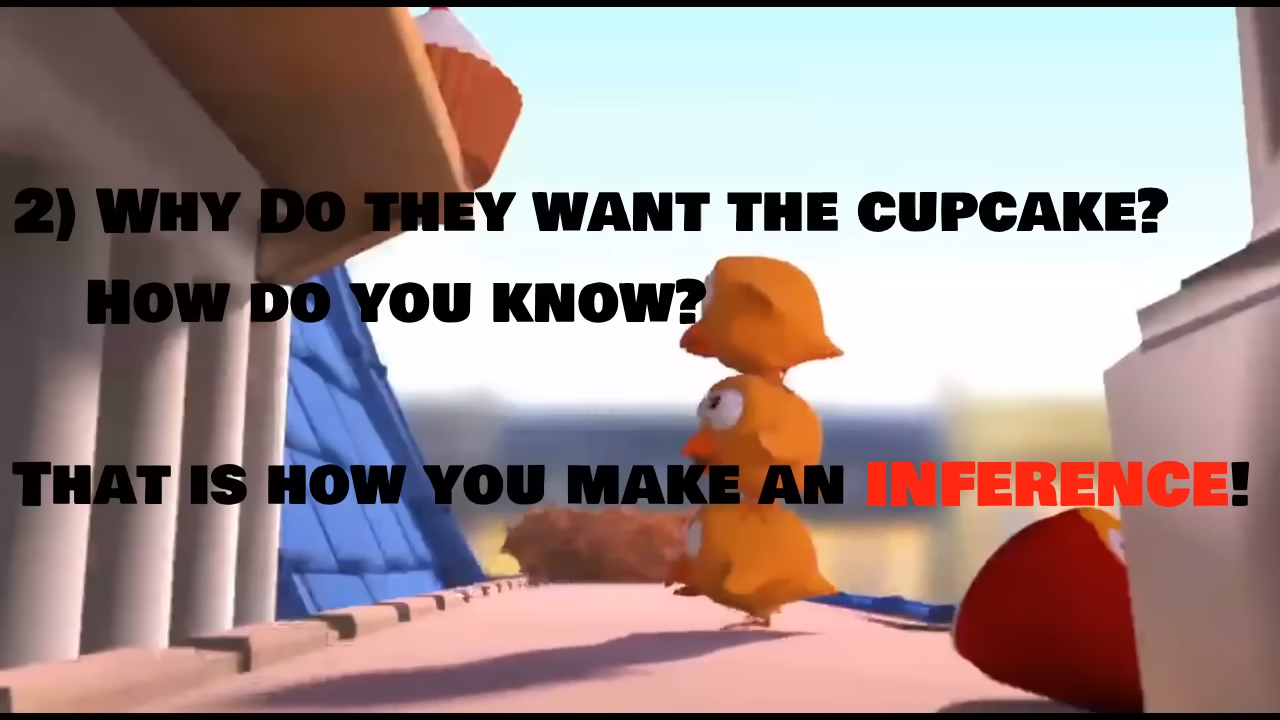 2) Why Do they want the cupcake?
How do you know?
That is how you make an INFERENCE!